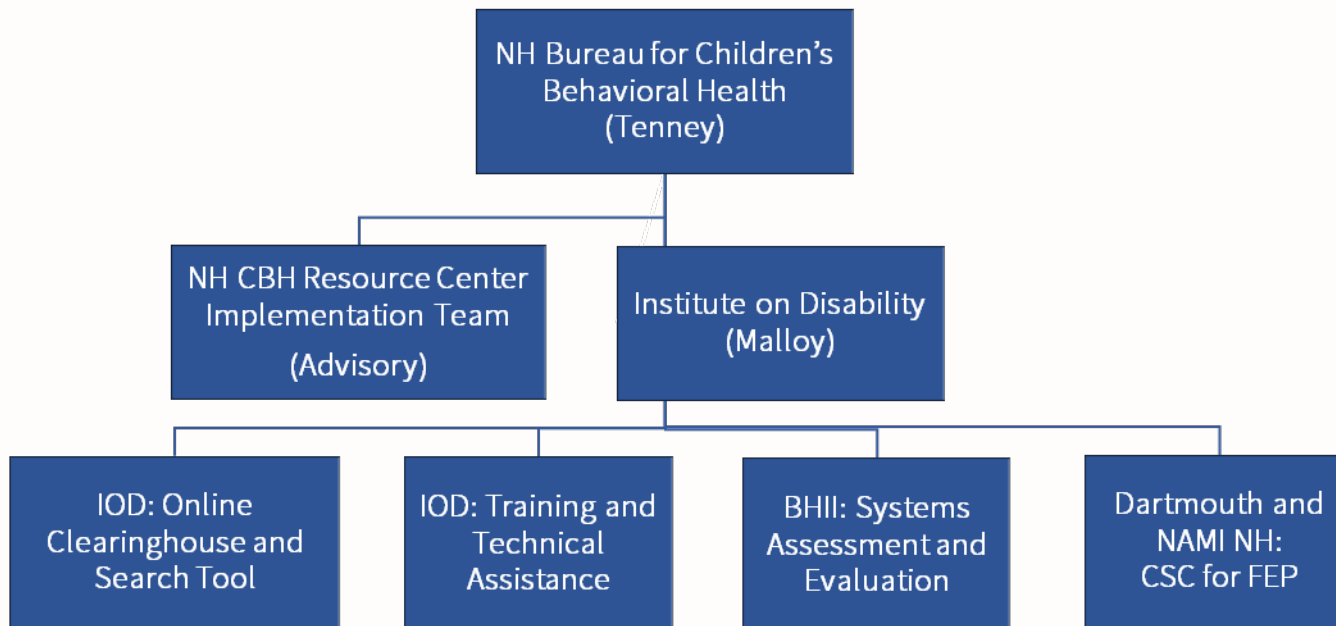 NH Bureau for Children’s
Behavioral Health
(Tenney)
NH CBH Resource Center
Implementation Team
(Advisory)
Institute on Disability
(Malloy)
IOD: Online
Clearinghouse and
Search Tool
IOD: Training and
Technical
Assistance
BHII: Systems
Assessment and
Evaluation
Dartmouth and
NAMI NH:
CSC for FEP